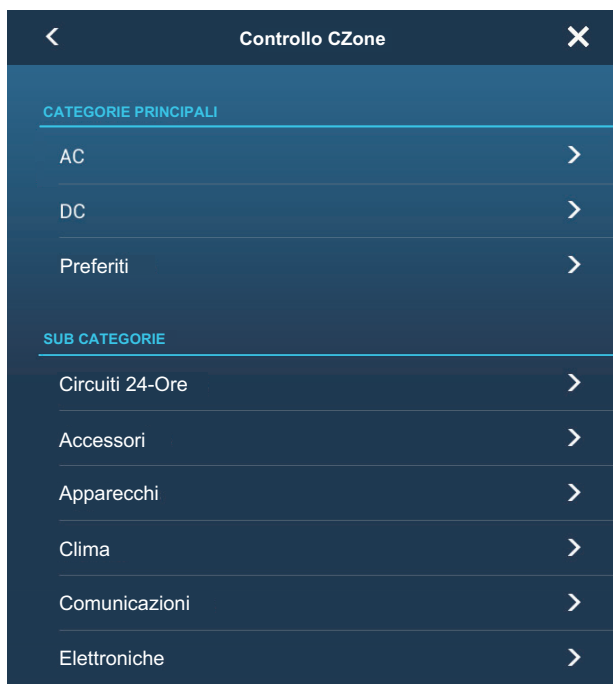 Controllo CZone
CATEGORIE PRINCIPALI
AC
DC
Preferiti
SUB CATEGORIE
Circuiti 24-Ore
Accessori
Apparecchi
Clima
Comunicazioni
Elettroniche